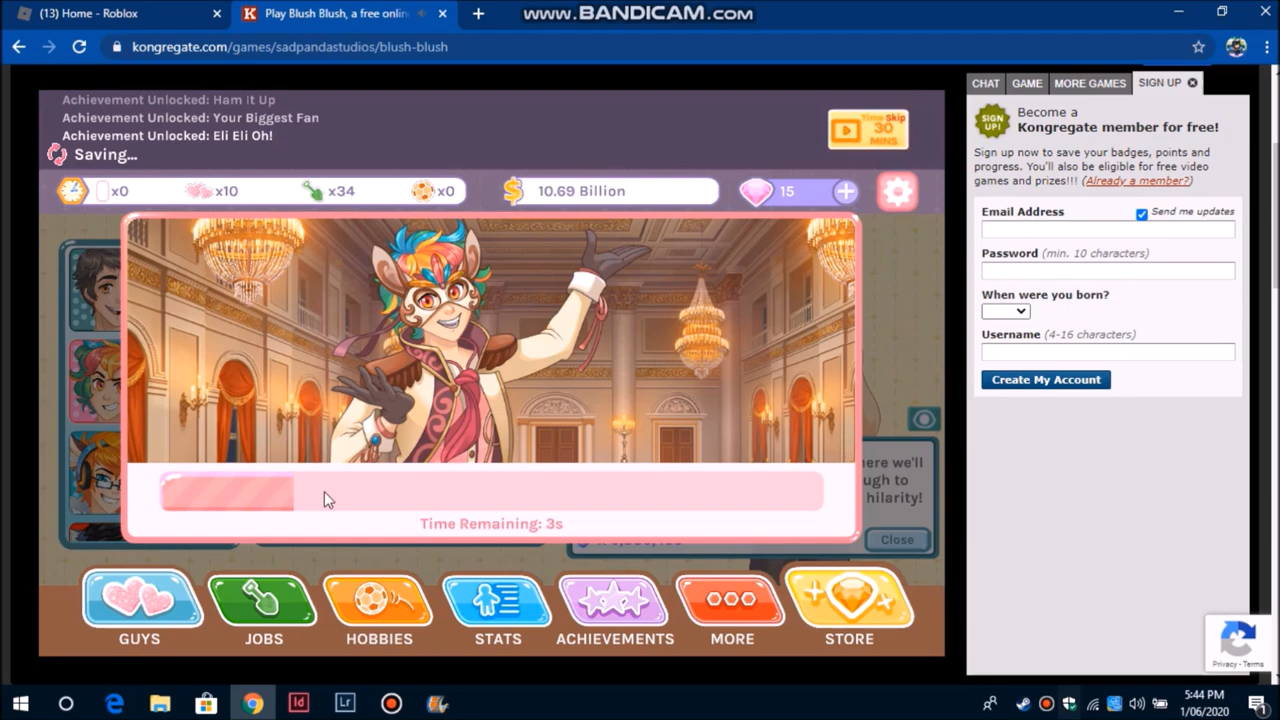 (13) Home - Roblox
Play Blush Blush, a free onlin
www.BANDICAM.com
kongregate.com/games/sadpandastudios/blush-blush
Achievement Unlocked: Ham It Up
Achievement Unlocked: Your Biggest Fan
Achievement Unlocked: Eli Eli Oh!
Saving...
Time Skip
30
MINS
x0
x10
x34
x0
10.69 Billion
15
Time Remaining: 3s
here we'll
ugh to
hilarity!
Close
GUYS
JOBS
HOBBIES
STATS
ACHIEVEMENTS
MORE
STORE
CHAT
GAME
MORE GAMES
SIGN UP
SIGN
UP!
Become a
Kongregate member for free!
Sign up now to save your badges, points and
progress. You'll also be eligible for free video
games and prizes!!! (Already a member?)
Email Address
Send me updates
Password (min. 10 characters)
When were you born?
Username (4-16 characters)
Create My Account
Privacy - Terms
Id
Lr
5:44 PM
1/06/2020
1